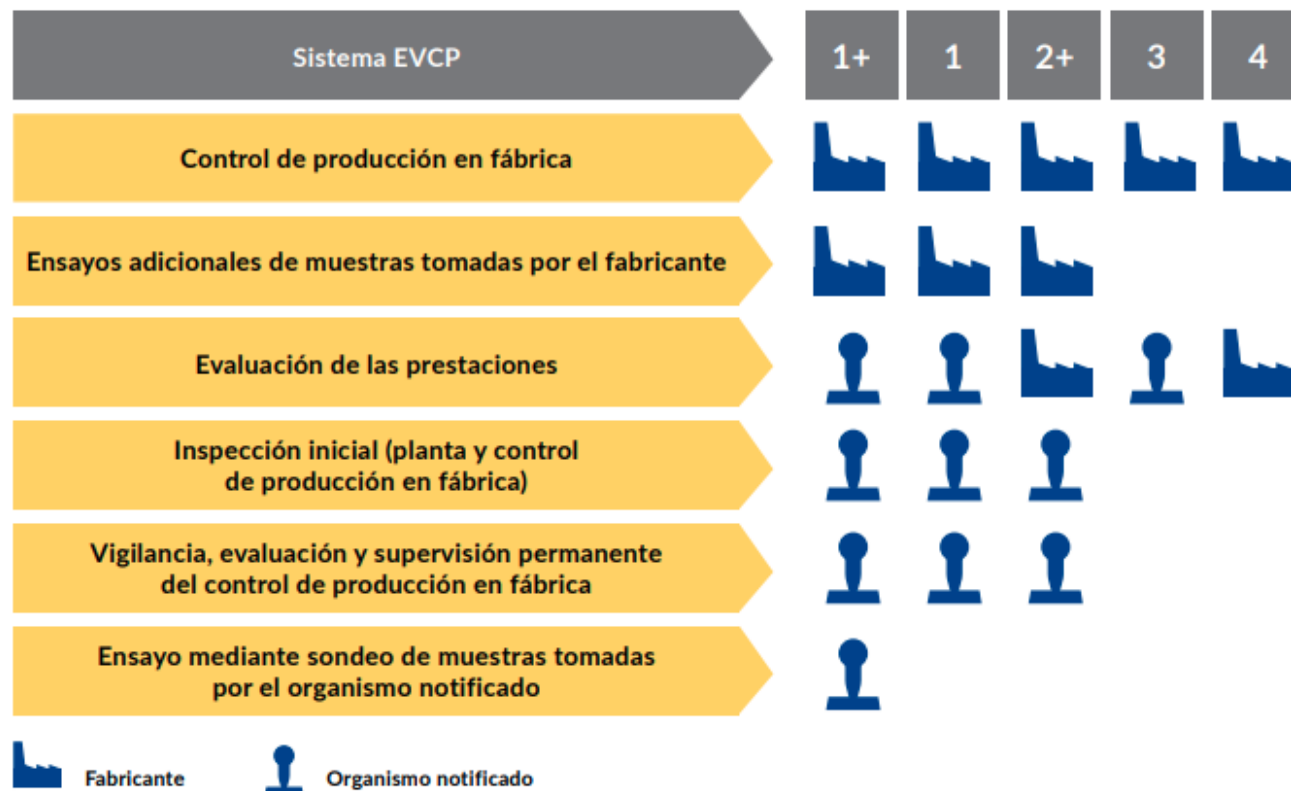 Sistema EVCP
1+ 1 2+ 3 4
Control de producción en fábrica
Ensayos adicionales de muestras tomadas por el fabricante
Evaluación de las prestaciones
Inspección inicial (planta y control
de producción en fábrica)
Vigilancia, evaluación y supervisión permanente
del control de producción en fábrica
Ensayo mediante sondeo de muestras tomadas
por el organismo notificado
Fabricante
Organismo notificado